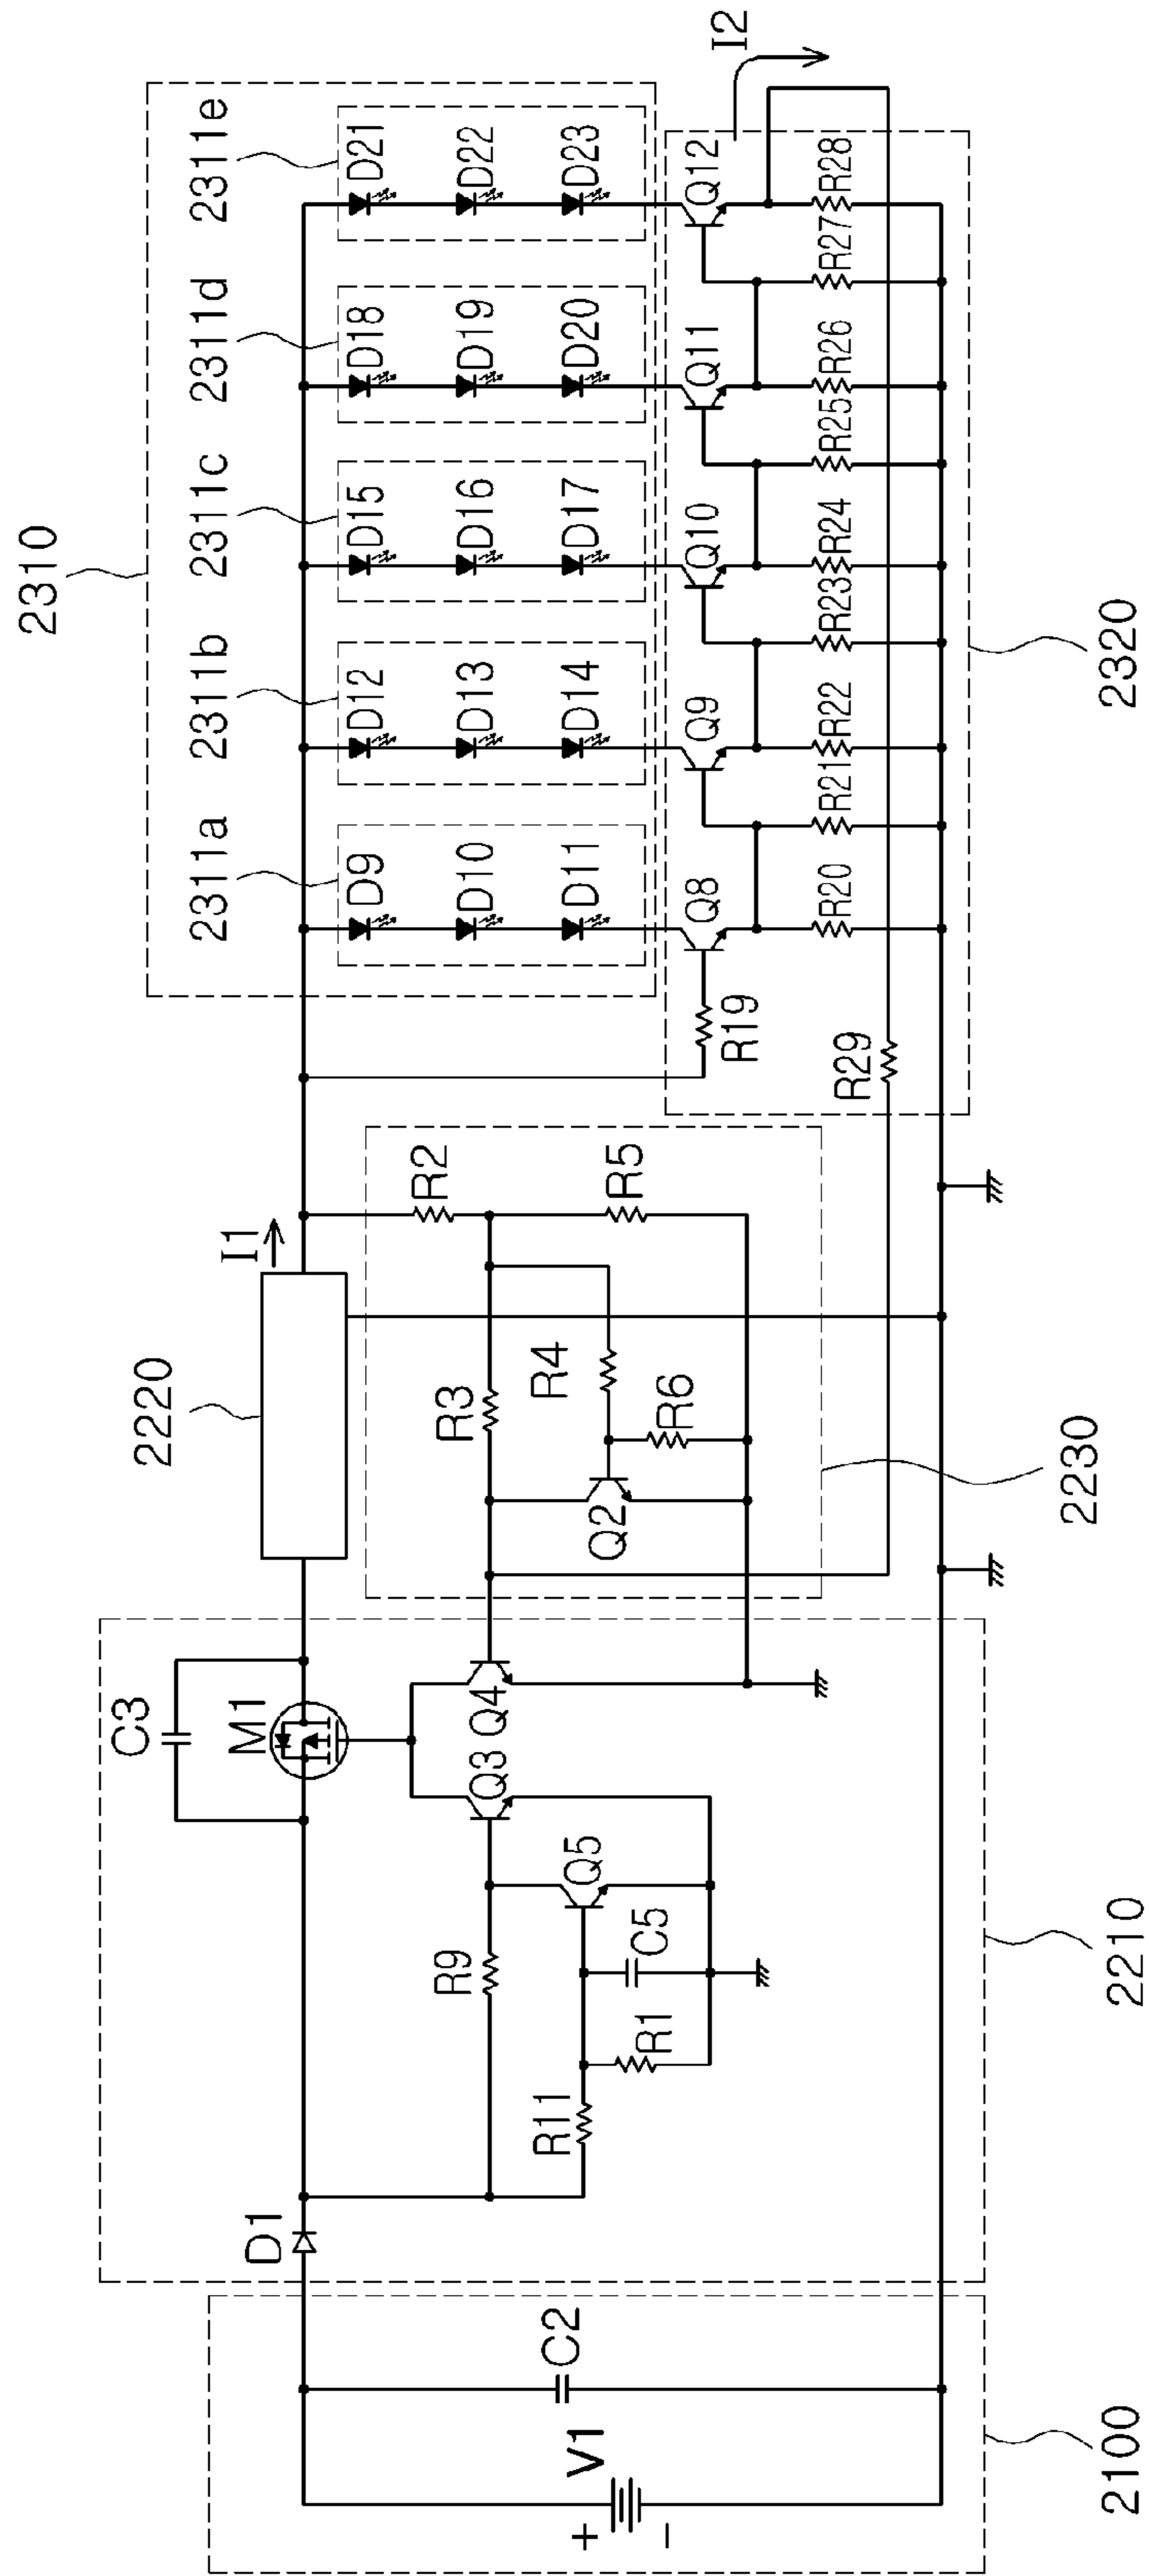 2310
2311a
2311b
2311c
2311d
2311e
D9
D12
D15
D18
D21
D10
D13
D16
D19
D22
D11
D14
D17
D20
D23
I1
I2
2220
C3
M1
D1
R2
R3
R4
R5
R6
Q2
Q3
Q4
Q5
R9
R11
R1
C5
C2
V1
+
−
Q8
Q9
Q10
Q11
Q12
R19
R20
R21
R22
R23
R24
R25
R26
R27
R28
R29
2100
2210
2230
2320